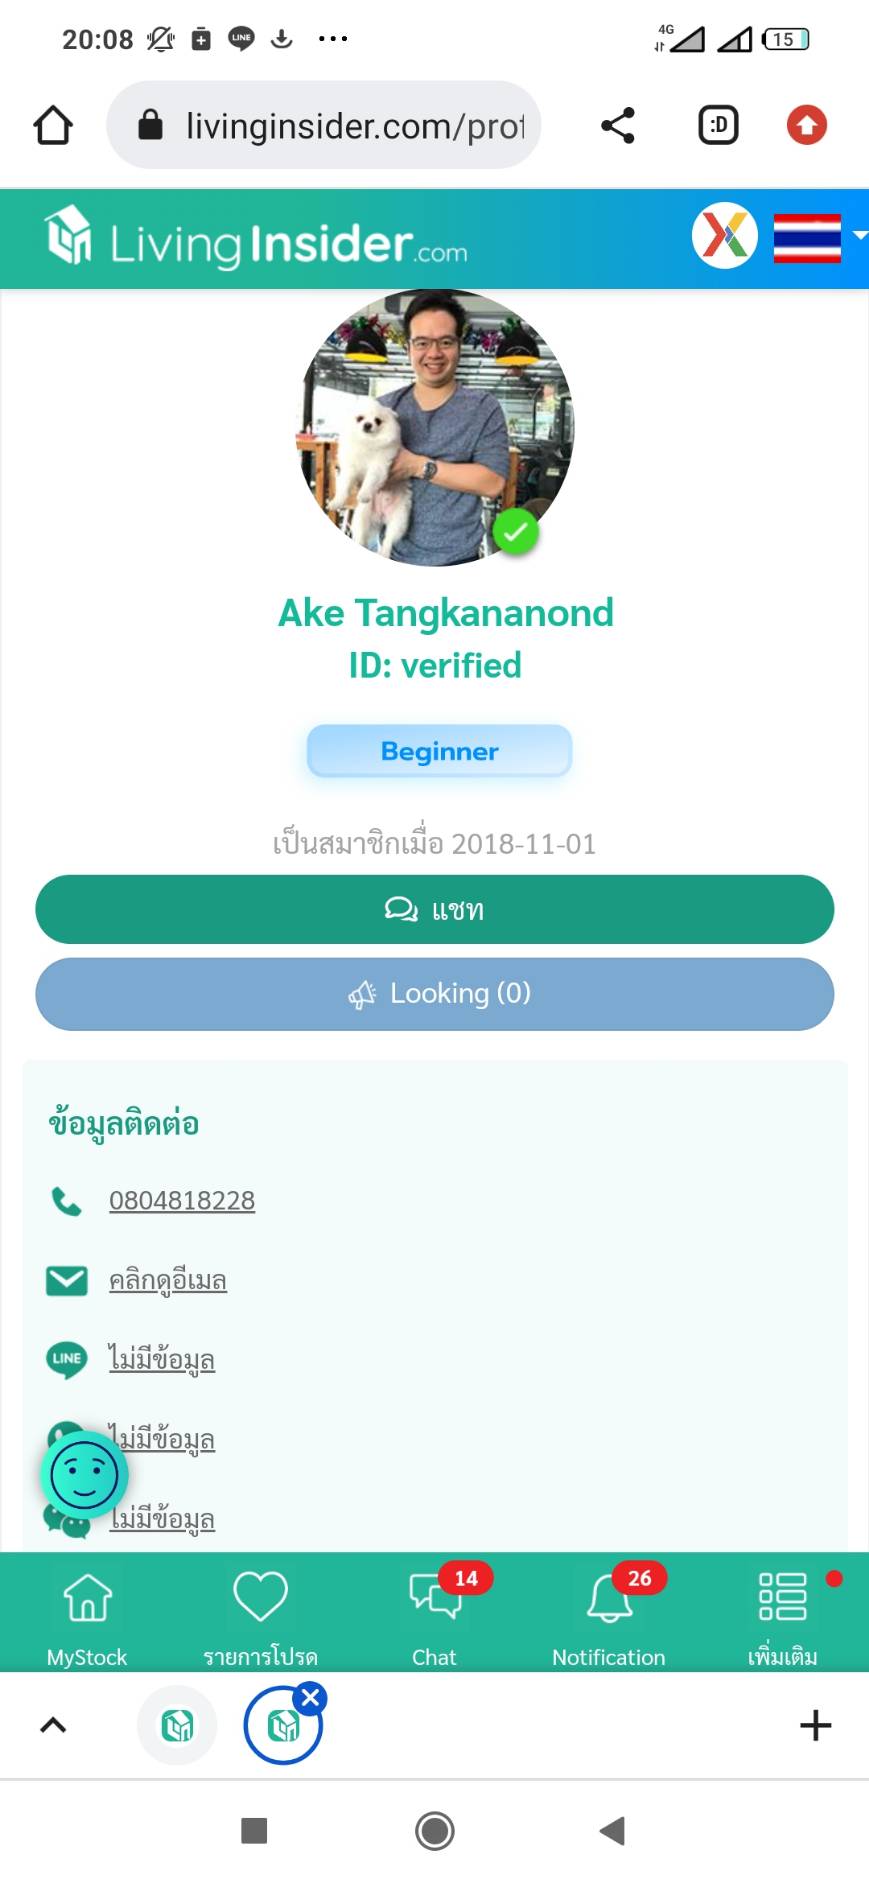 20:08 LINE 4G 15
livinginsider.com/prof
:D
LivingInsider.com
Ake Tangkananond
ID: verified
Beginner
เป็นสมาชิกเมื่อ 2018-11-01
แชท
Looking (0)
ข้อมูลติดต่อ
0804818228
คลิกดูอีเมล
LINE ไม่มีข้อมูล
ไม่มีข้อมูล
ไม่มีข้อมูล
14 26
MyStock รายการโปรด Chat Notification เพิ่มเติม